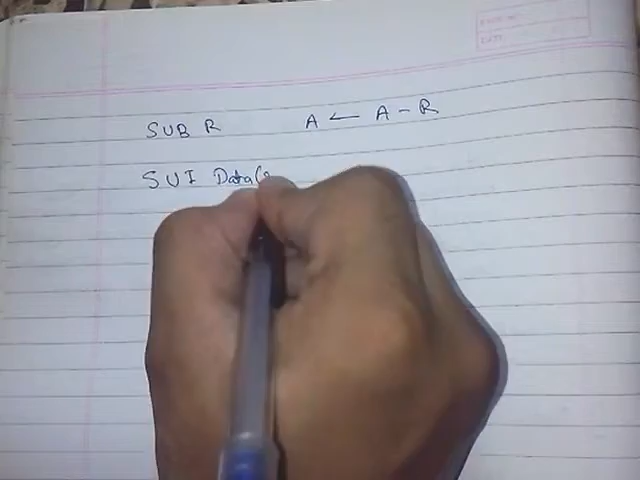 SUB R A ← A - R
SUI Data(